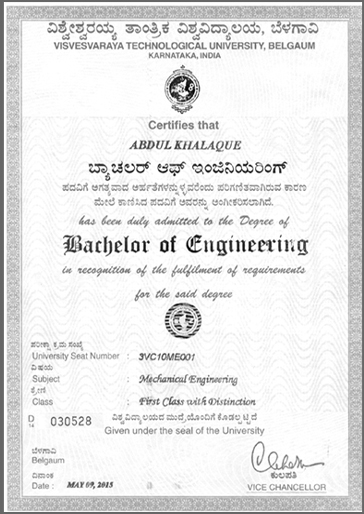 ವಿಶ್ವೇಶ್ವರಯ್ಯ ತಾಂತ್ರಿಕ ವಿಶ್ವವಿದ್ಯಾಲಯ, ಬೆಳಗಾವಿ
VISVESVARAYA TECHNOLOGICAL UNIVERSITY, BELGAUM
KARNATAKA, INDIA
Certifies that
ABDUL KHALAQUE
ಬ್ಯಾಚಲರ್ ಆಫ್ ಇಂಜಿನಿಯರಿಂಗ್
ಪದವಿಗೆ ಅಗತ್ಯವಾದ ಅರ್ಹತೆಗಳನ್ನುಳ್ಳವರೆಂದು ಪರಿಗಣಿತವಾಗಿರುವ ಕಾರಣ
ಮೇಲೆ ಕಾಣಿಸಿದ ಪದವಿಗೆ ಅವರನ್ನು ಅಂಗೀಕರಿಸಲಾಗಿದೆ.
has been duly admitted to the Degree of
Bachelor of Engineering
in recognition of the fulfilment of requirements
for the said degree
ಪರೀಕ್ಷಾ ಕ್ರಮ ಸಂಖ್ಯೆ
University Seat Number : 3VC10ME001
ವಿಷಯ
Subject : Mechanical Engineering
ಶ್ರೇಣಿ
Class : First Class with Distinction
D 14 030528
ವಿಶ್ವವಿದ್ಯಾಲಯದ ಮುದ್ರೆಯೊಂದಿಗೆ ಕೊಡಲ್ಪಟ್ಟಿದೆ
Given under the seal of the University
ಬೆಳಗಾವಿ
Belgaum
ದಿನಾಂಕ
Date : MAY 09, 2015
ಕುಲಪತಿ
VICE CHANCELLOR